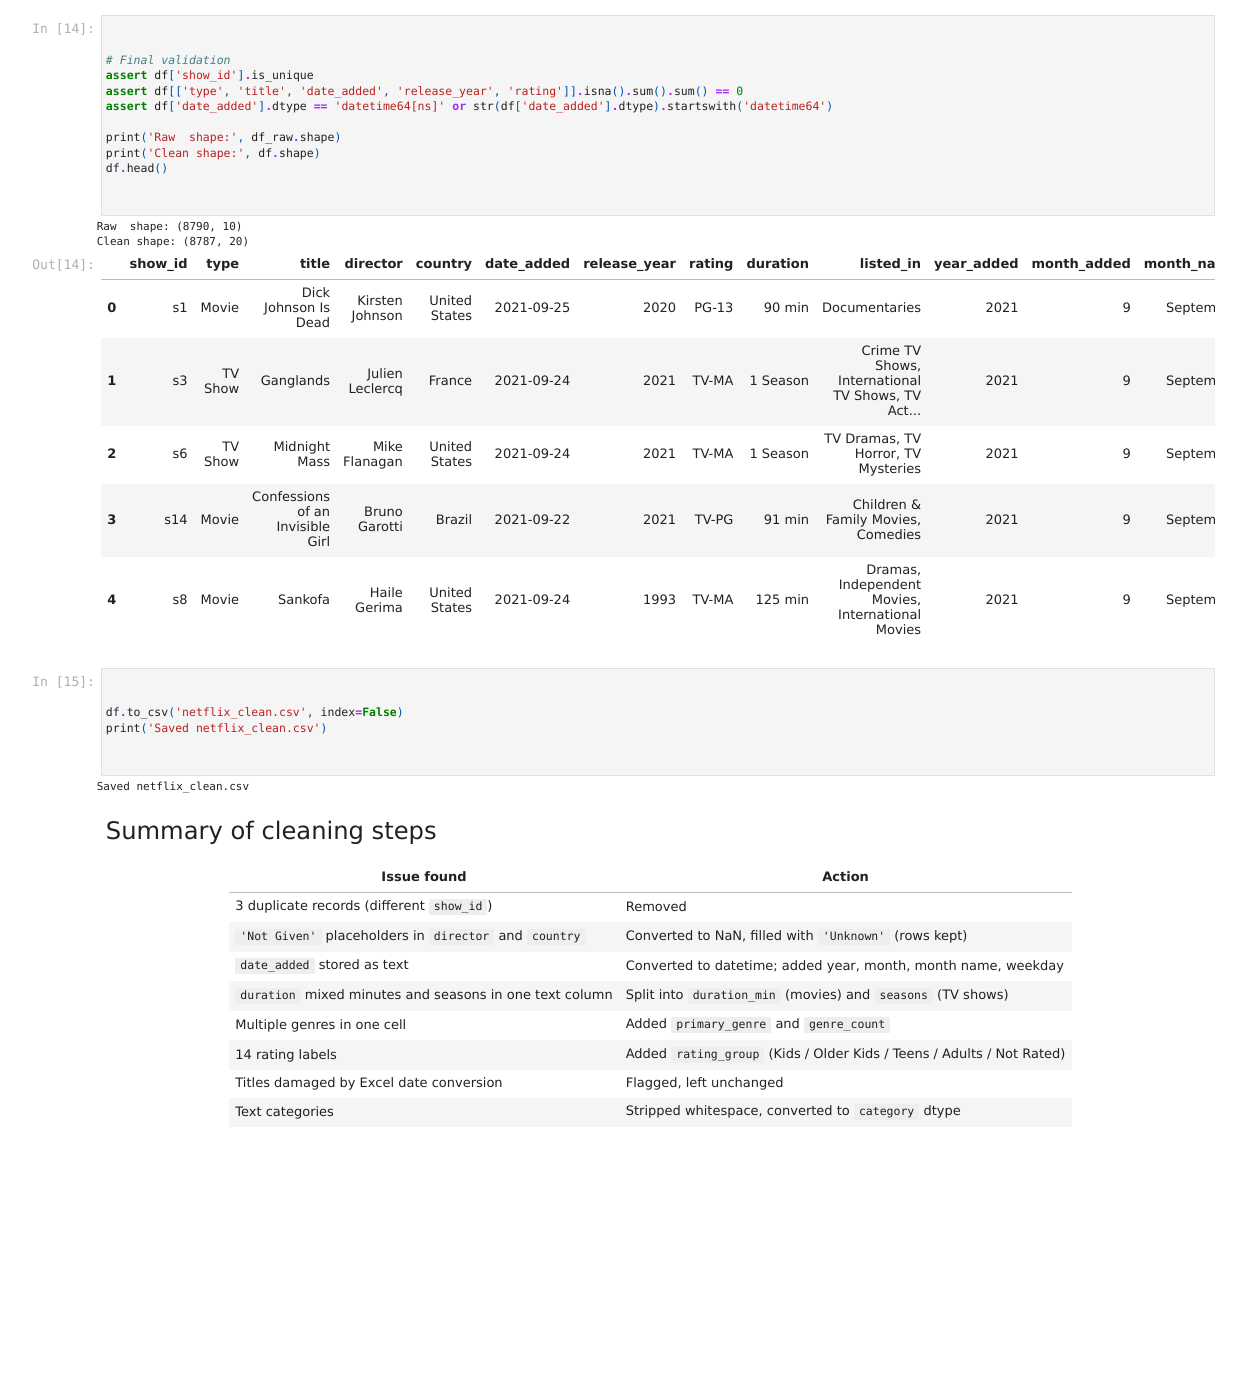 In [14]:
# Final validation
assert df['show_id'].is_unique
assert df[['type', 'title', 'date_added', 'release_year', 'rating']].isna().sum().sum() == 0
assert df['date_added'].dtype == 'datetime64[ns]' or str(df['date_added'].dtype).startswith('datetime64')
print('Raw  shape:', df_raw.shape)
print('Clean shape:', df.shape)
df.head()
Raw  shape: (8790, 10)
Clean shape: (8787, 20)
Out[14]:
show_id type title director country date_added release_year rating duration listed_in year_added month_added month_na
0 s1 Movie Dick Johnson Is Dead Kirsten Johnson United States 2021-09-25 2020 PG-13 90 min Documentaries 2021 9 Septem
1 s3 TV Show Ganglands Julien Leclercq France 2021-09-24 2021 TV-MA 1 Season Crime TV Shows, International TV Shows, TV Act... 2021 9 Septem
2 s6 TV Show Midnight Mass Mike Flanagan United States 2021-09-24 2021 TV-MA 1 Season TV Dramas, TV Horror, TV Mysteries 2021 9 Septem
3 s14 Movie Confessions of an Invisible Girl Bruno Garotti Brazil 2021-09-22 2021 TV-PG 91 min Children & Family Movies, Comedies 2021 9 Septem
4 s8 Movie Sankofa Haile Gerima United States 2021-09-24 1993 TV-MA 125 min Dramas, Independent Movies, International Movies 2021 9 Septem
In [15]:
df.to_csv('netflix_clean.csv', index=False)
print('Saved netflix_clean.csv')
Saved netflix_clean.csv
Summary of cleaning steps
Issue found Action
3 duplicate records (different show_id) Removed
'Not Given' placeholders in director and country Converted to NaN, filled with 'Unknown' (rows kept)
date_added stored as text Converted to datetime; added year, month, month name, weekday
duration mixed minutes and seasons in one text column Split into duration_min (movies) and seasons (TV shows)
Multiple genres in one cell Added primary_genre and genre_count
14 rating labels Added rating_group (Kids / Older Kids / Teens / Adults / Not Rated)
Titles damaged by Excel date conversion Flagged, left unchanged
Text categories Stripped whitespace, converted to category dtype